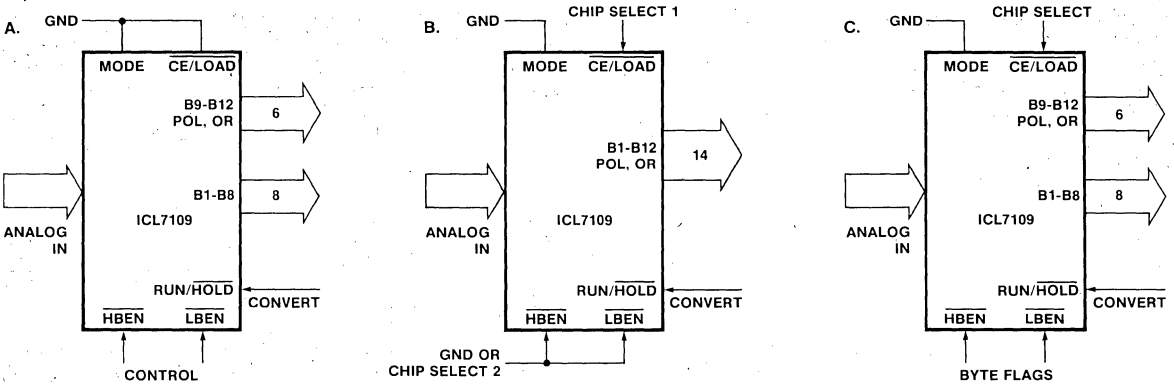 A.
GND
MODE CE/LOAD
B9-B12
POL, OR
6
B1-B8
8
ICL7109
ANALOG
IN
RUN/HOLD
CONVERT
HBEN LBEN
CONTROL
B.
CHIP SELECT 1
GND
MODE CE/LOAD
B1-B12
POL, OR
14
ICL7109
ANALOG
IN
RUN/HOLD
CONVERT
HBEN LBEN
GND OR
CHIP SELECT 2
C.
CHIP SELECT
GND
MODE CE/LOAD
B9-B12
POL, OR
6
B1-B8
8
ICL7109
ANALOG
IN
RUN/HOLD
CONVERT
HBEN LBEN
BYTE FLAGS